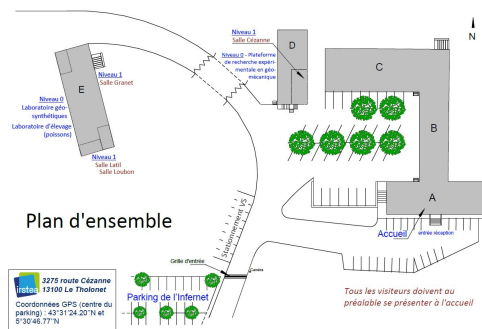 Niveau 1
Salle Cézanne
Niveau 0 - Plateforme
de recherche expéri-
mentale en géo-
mécanique
D
N
C
E
Niveau 1
Salle Granet
Niveau 0
Laboratoire géo-
synthétiques
Laboratoire d'élevage
(poissons)
Niveau 1
Salle Latil
Salle Loubon
B
A
Plan d'ensemble
Stationnement VS
Accueil
entrée réception
Grille d'entrée
Caméra
Parking de l'Infernet
irstea
3275 route Cézanne
13100 Le Tholonet
Coordonnées GPS (centre du
parking) : 43°31'24.20"N et
5°30'46.77"N
Tous les visiteurs doivent au
préalable se présenter à l'accueil